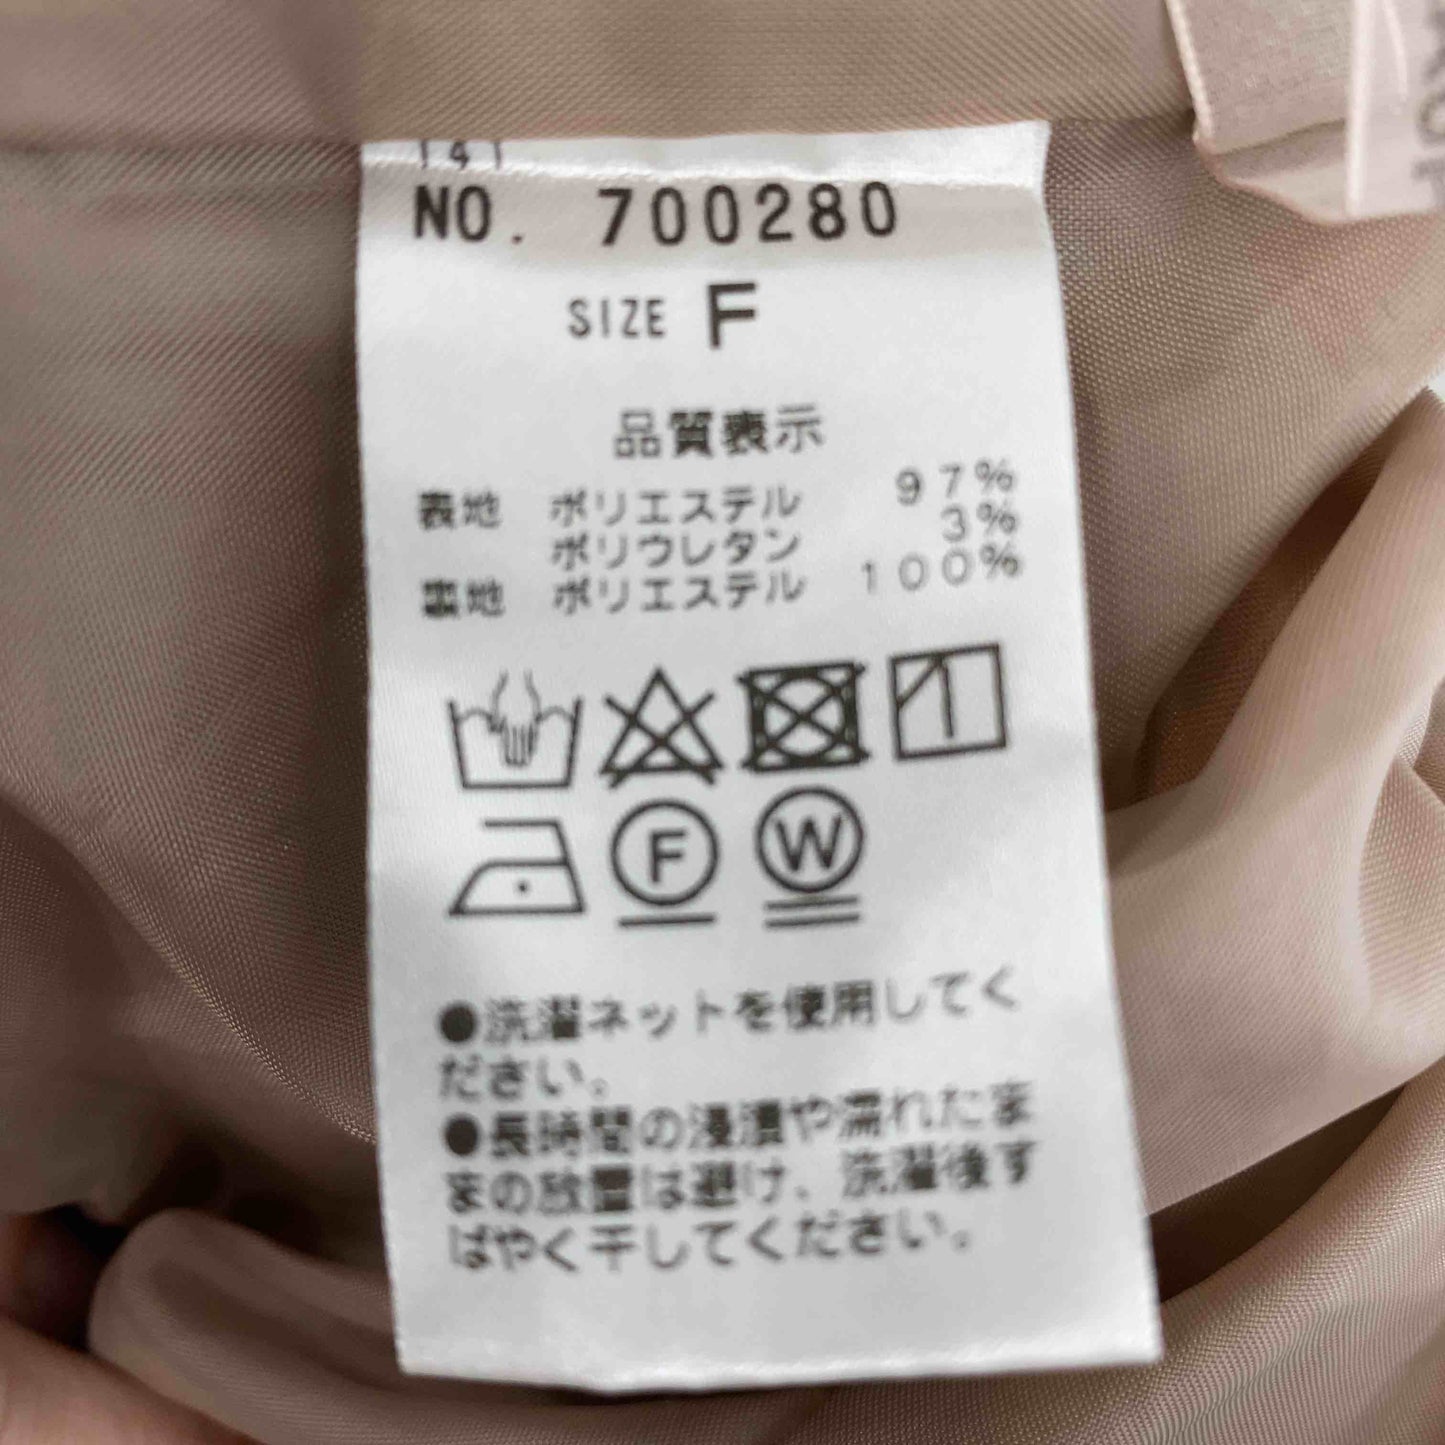 141
NO. 700280
SIZE F
品質表示
表地 ポリエステル 97%
ポリウレタン 3%
裏地 ポリエステル 100%
F W
●洗濯ネットを使用してく
ださい。
●長時間の浸漬や濡れたま
まの放置は避け、洗濯後す
ばやく干してください。